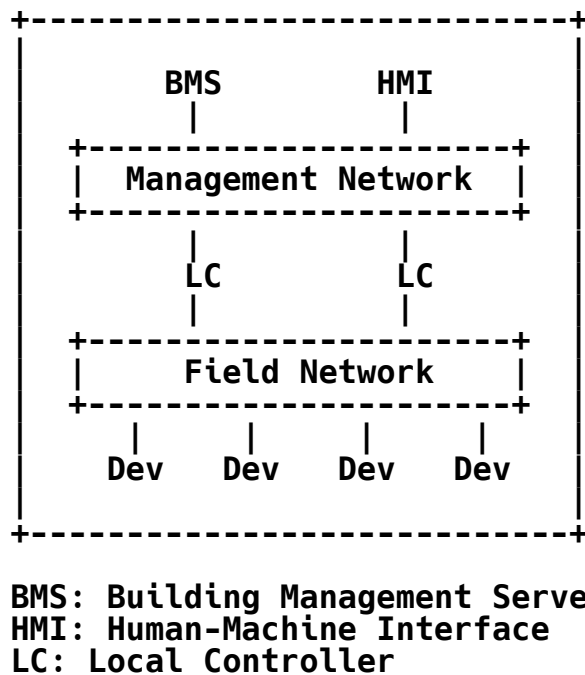 BMS HMI
Management Network
LC LC
Field Network
Dev Dev Dev Dev
BMS: Building Management Serve
HMI: Human-Machine Interface
LC: Local Controller